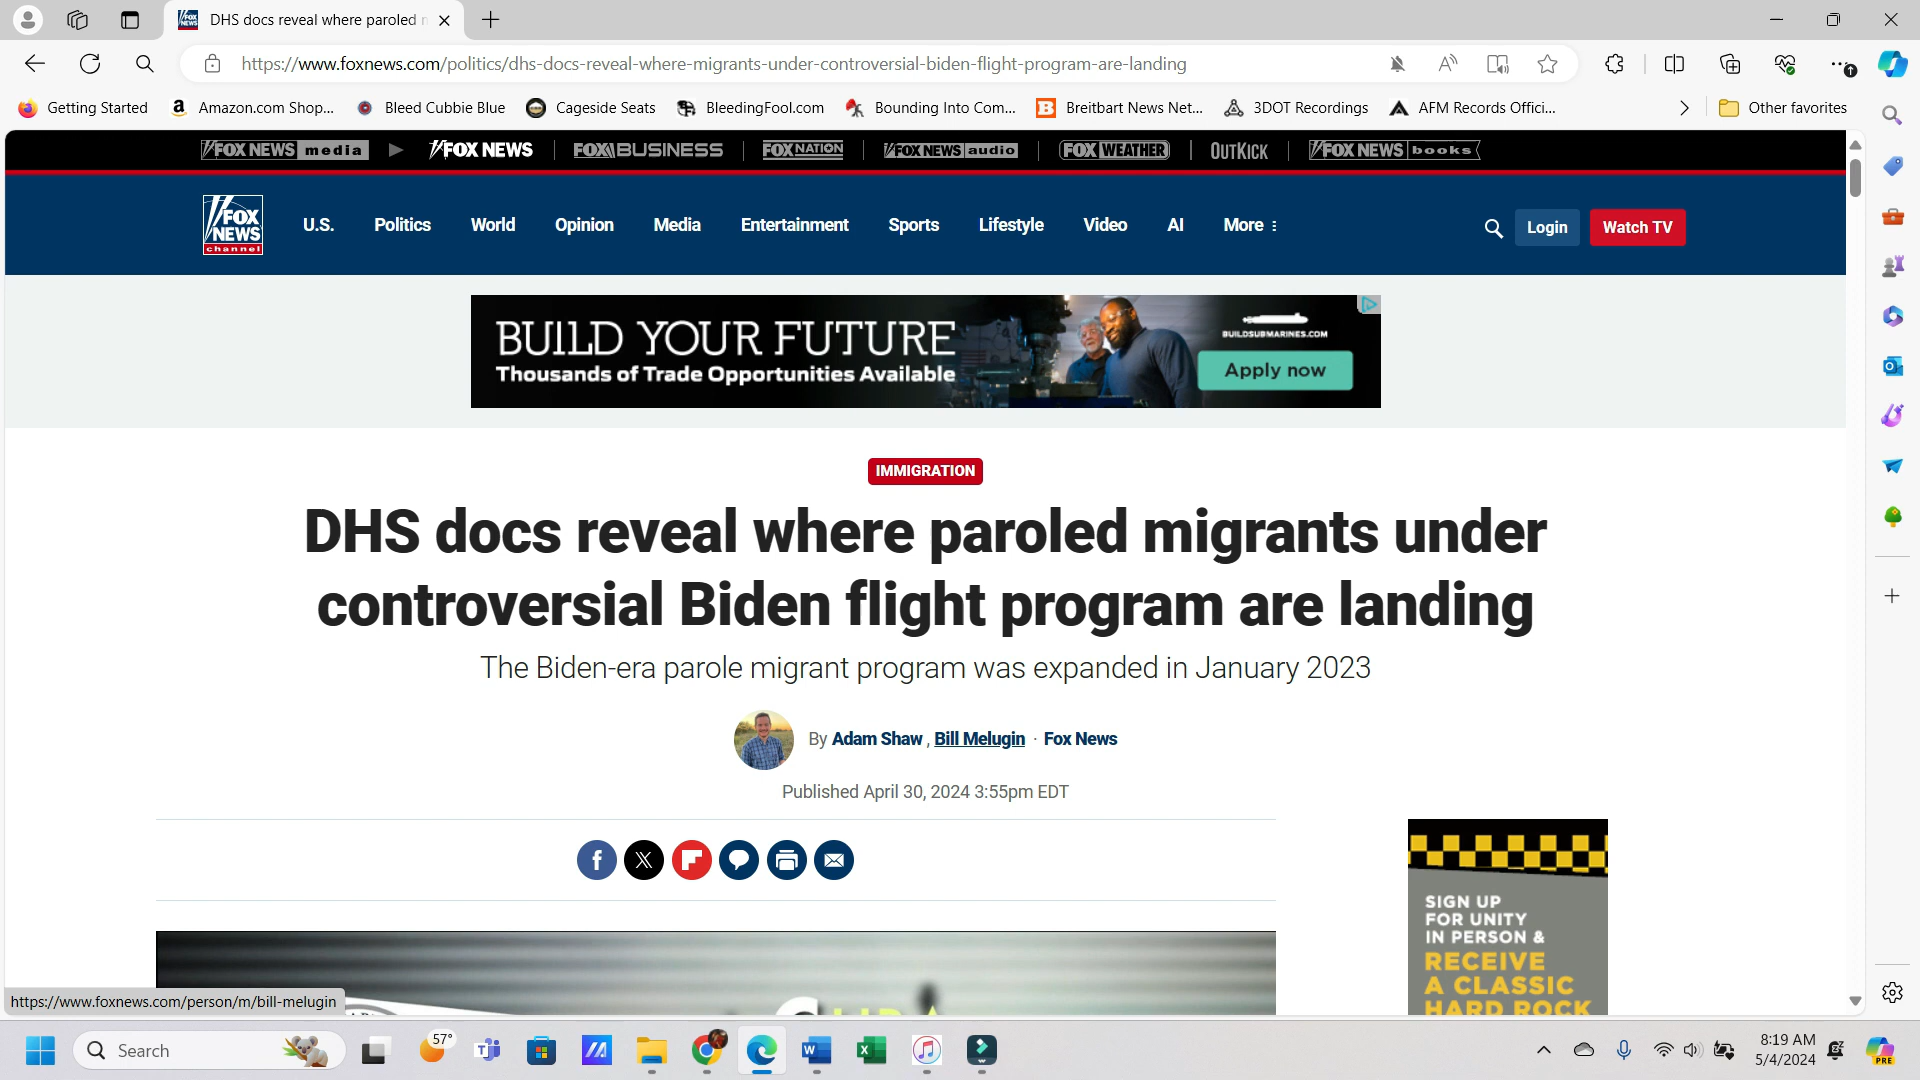 DHS docs reveal where paroled
https://www.foxnews.com/politics/dhs-docs-reveal-where-migrants-under-controversial-biden-flight-program-are-landing
Getting Started
Amazon.com Shop...
Bleed Cubbie Blue
Cageside Seats
BleedingFool.com
Bounding Into Com...
Breitbart News Net...
3DOT Recordings
AFM Records Offici...
Other favorites
FOX NEWS media
FOX NEWS
FOX BUSINESS
FOX NATION
FOX NEWS audio
FOX WEATHER
OUTKICK
FOX NEWS books
FOX
NEWS
channel
U.S.
Politics
World
Opinion
Media
Entertainment
Sports
Lifestyle
Video
AI
More
Login
Watch TV
BUILD YOUR FUTURE
Thousands of Trade Opportunities Available
BUILDSUBMARINES.COM
Apply now
IMMIGRATION
DHS docs reveal where paroled migrants under
controversial Biden flight program are landing
The Biden-era parole migrant program was expanded in January 2023
By Adam Shaw , Bill Melugin · Fox News
Published April 30, 2024 3:55pm EDT
SIGN UP
FOR UNITY
IN PERSON &
RECEIVE
A CLASSIC
HARD ROCK
https://www.foxnews.com/person/m/bill-melugin
Search
57°
8:19 AM
5/4/2024
PRE